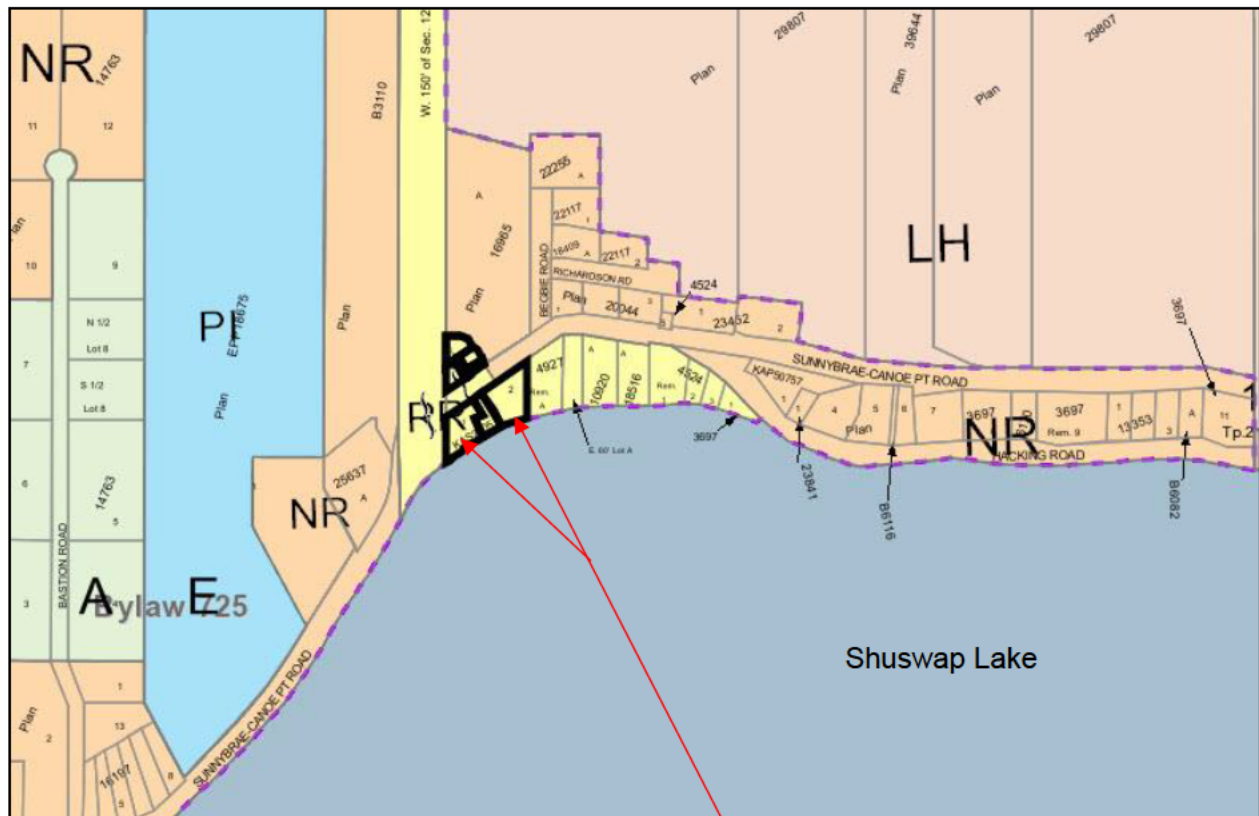 NR
14763
11
12
10
Plan
9
N 1/2
Lot 8
S 1/2
Lot 8
7
6
14763
5
3
BASTION ROAD
A
Bylaw 725
E
PI
EPP18675
Plan
Plan
B3110
W. 150' of Sec. 12
25637
A
1
NR
RR
Plan
2
1
13
16197
5
8
SUNNYBRAE-CANOE PT ROAD
A
16965
Plan
22255
A
22117
1
16409
A
22117
2
BEGBIE ROAD
RICHARDSON RD
1
Plan
20044
3
4524
1
23452
2
2
4927
Rem.
A
A
10920
A
18516
Rem.
1
4524
2
3
1
E. 60' Lot A
3697
SUNNYBRAE-CANOE PT ROAD
KAP50757
1
1
4
Plan
5
6
7
3697
3697
Rem. 9
1
13353
3
A
11
Tp.2
NR
HACKING ROAD
23841
B6116
B6082
3697
29807
Plan
39644
Plan
29807
Plan
LH
Shuswap Lake